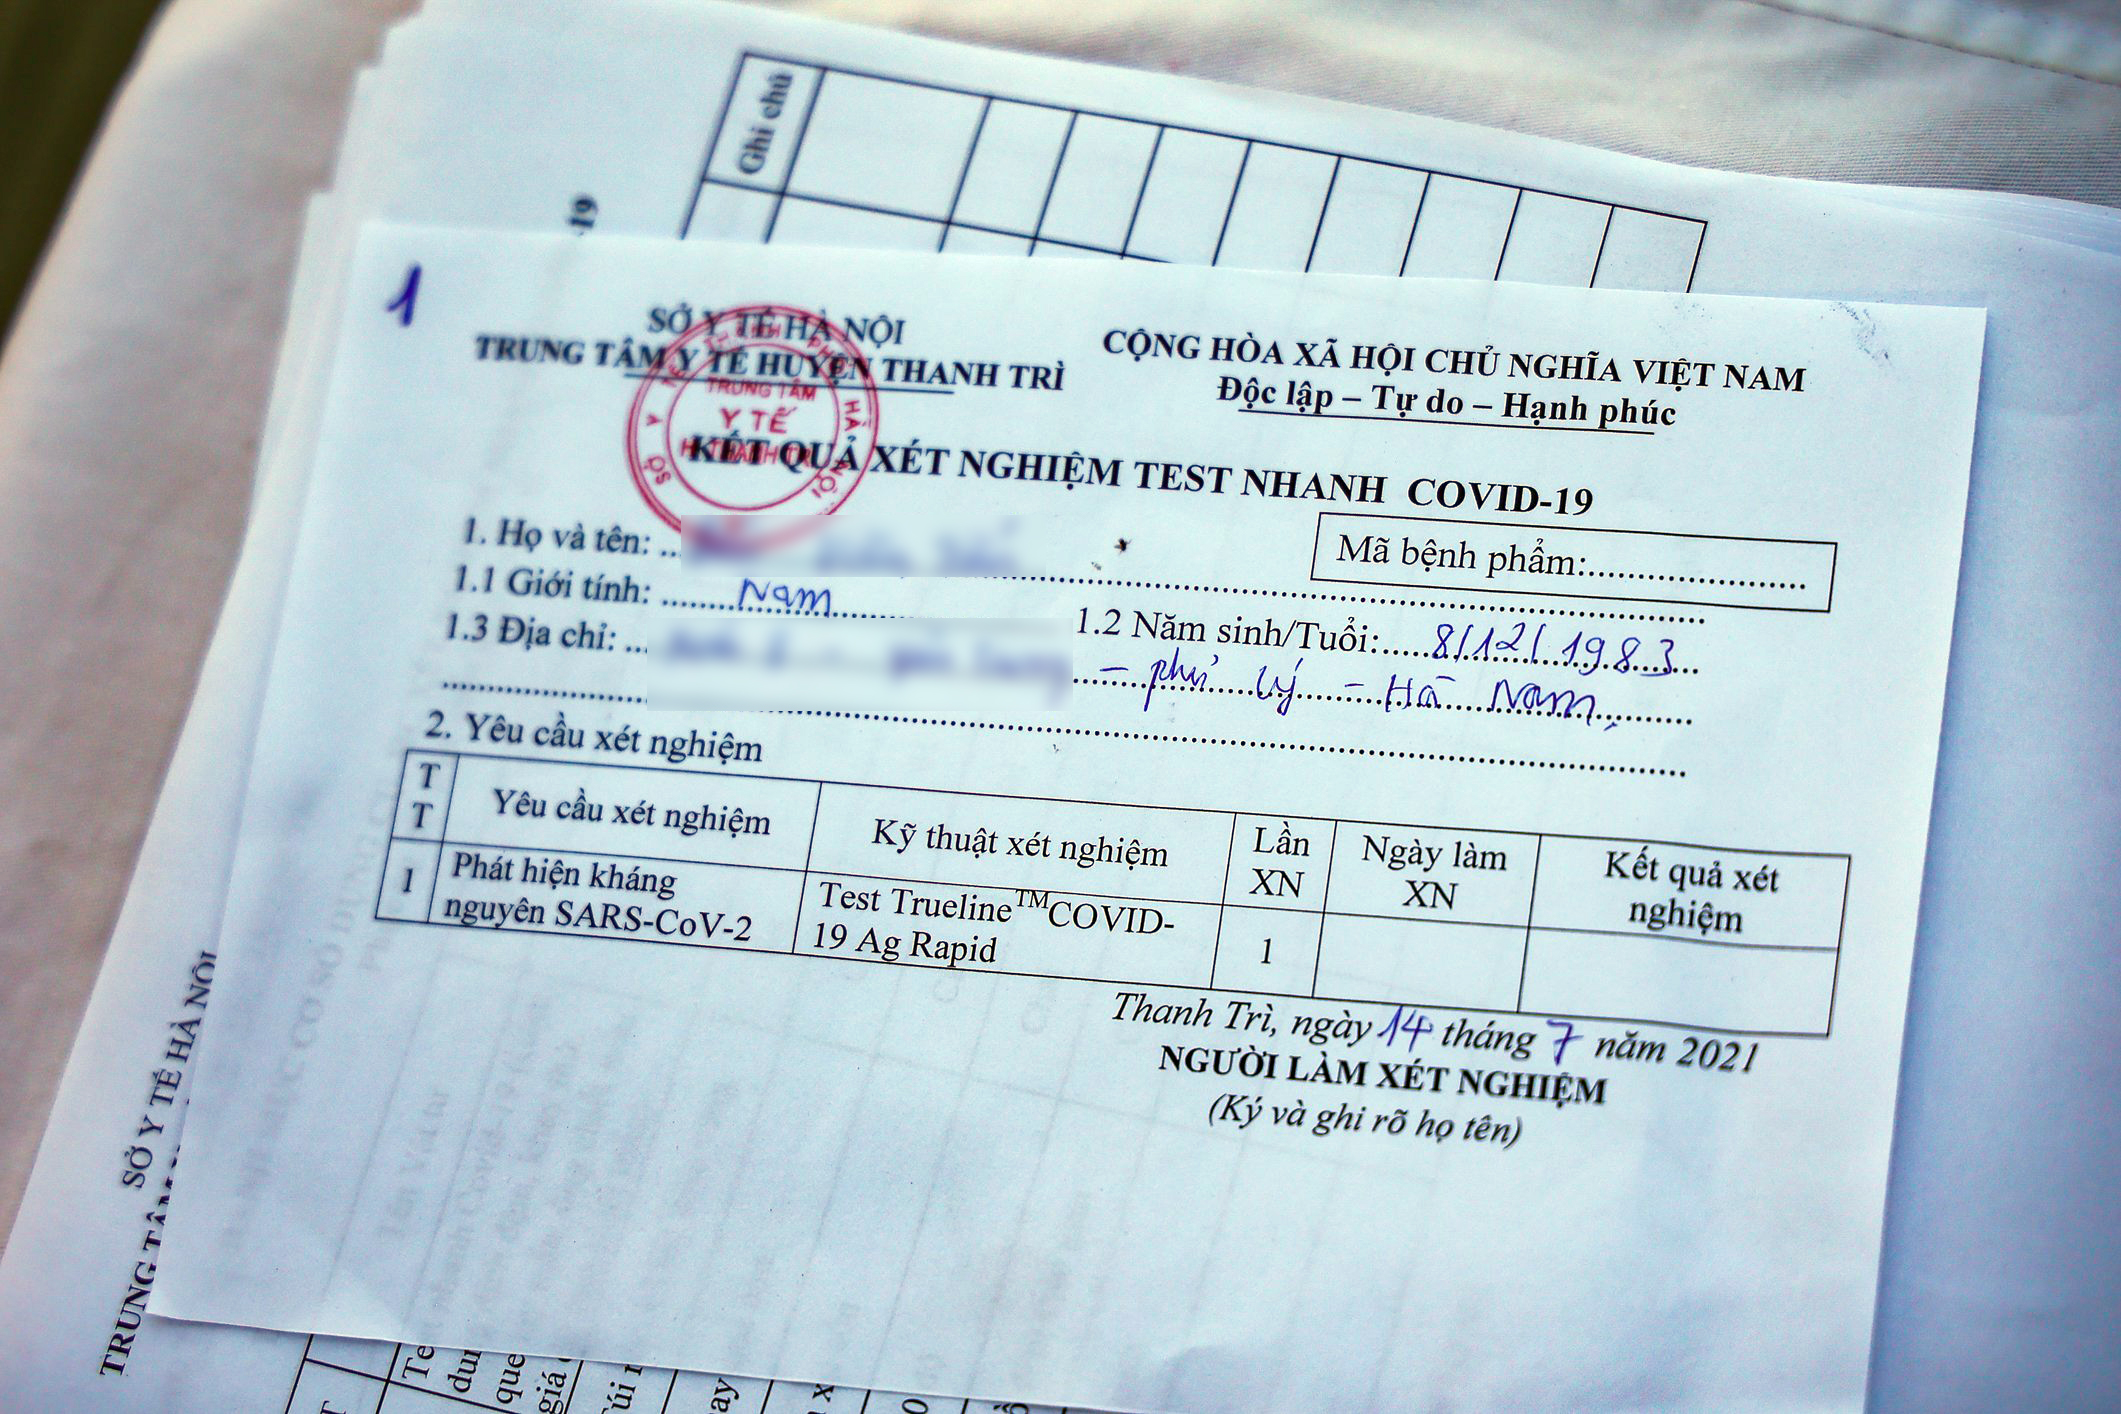 Ghi chú
-19
1
SỞ Y TẾ HÀ NỘI
TRUNG TÂM Y TẾ HUYỆN THANH TRÌ
CỘNG HÒA XÃ HỘI CHỦ NGHĨA VIỆT NAM
Độc lập – Tự do – Hạnh phúc
TRUNG TÂM
Y TẾ
H. THANH TRÌ
KẾT QUẢ XÉT NGHIỆM TEST NHANH COVID-19
Mã bệnh phẩm:......................
1. Họ và tên: ...
1.1 Giới tính: ........Nam......
1.2 Năm sinh/Tuổi:.....8/12/1983...
1.3 Địa chỉ: ... – phủ lý – Hà Nam,
2. Yêu cầu xét nghiệm
TT Yêu cầu xét nghiệm Kỹ thuật xét nghiệm Lần XN Ngày làm XN Kết quả xét nghiệm
1 Phát hiện kháng nguyên SARS-CoV-2 Test Trueline™COVID-19 Ag Rapid 1
Thanh Trì, ngày 14 tháng 7 năm 2021
NGƯỜI LÀM XÉT NGHIỆM
(Ký và ghi rõ họ tên)
SỞ Y TẾ HÀ NỘI
TRUNG TÂM